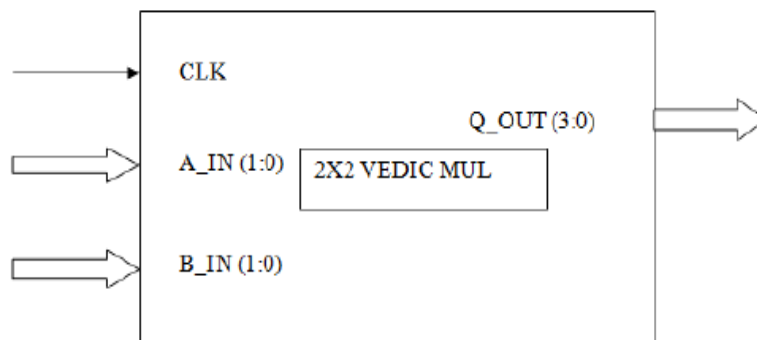 CLK
Q_OUT (3:0)
A_IN (1:0)
2X2 VEDIC MUL
B_IN (1:0)